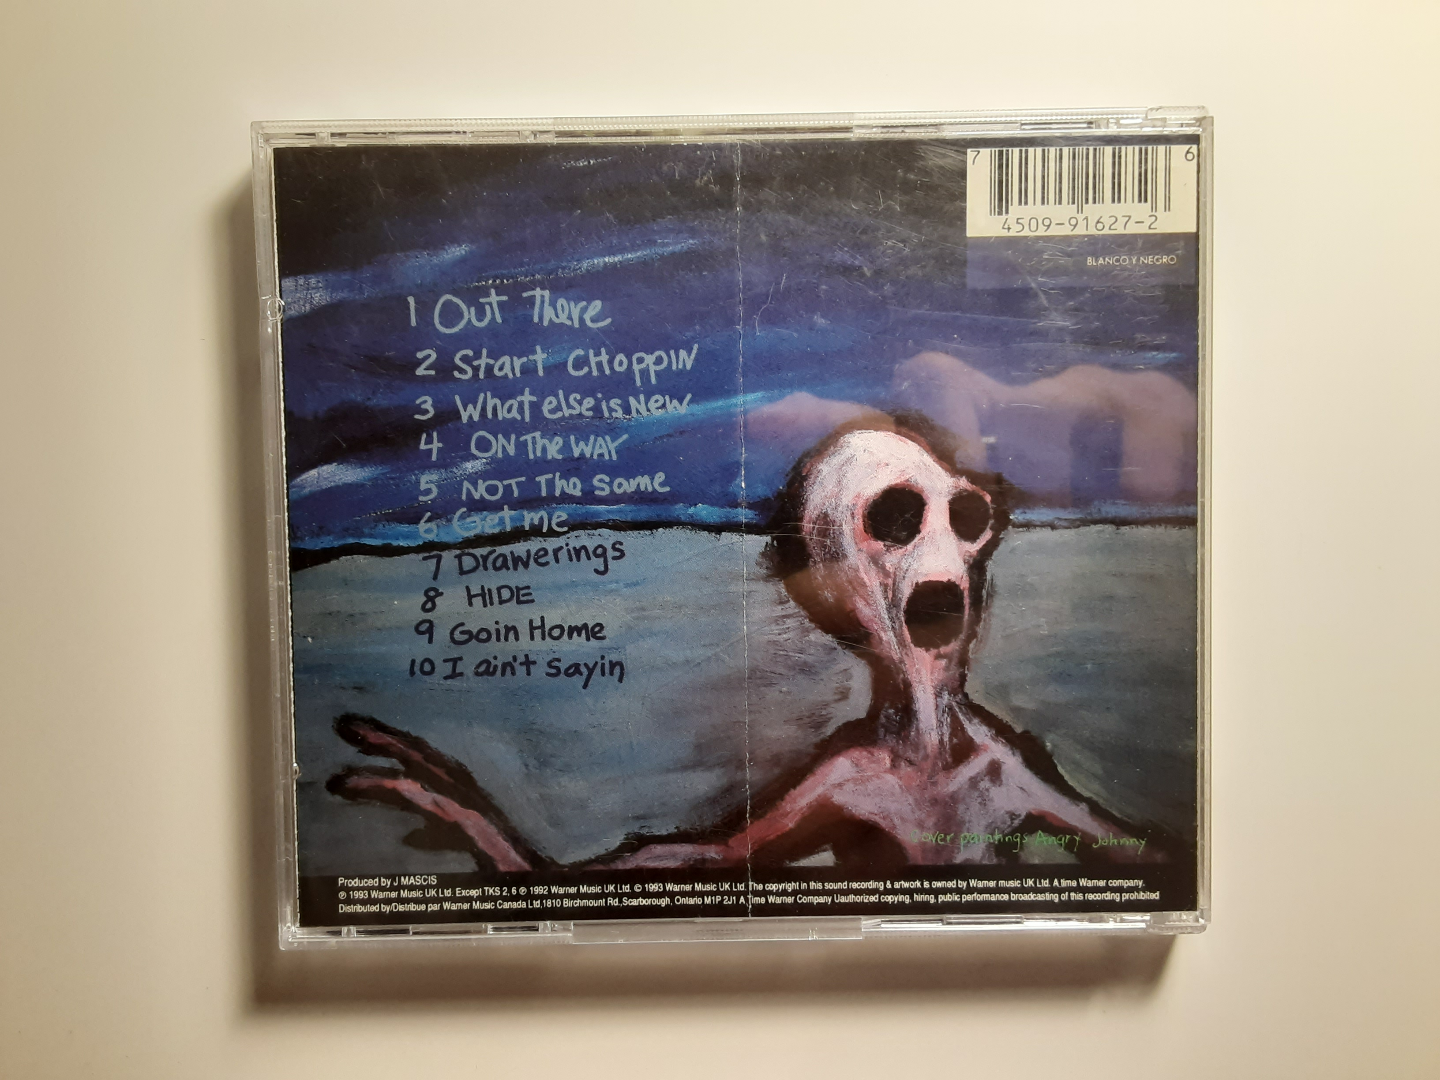 7 4509-91627-2 6
BLANCO Y NEGRO
1 Out There
2 Start CHOPPIN
3 What else is New
4 ON The WAY
5 NOT The Same
6 Get me
7 Drawerings
8 HIDE
9 Goin Home
10 I ain't sayin
Cover paintings Angry Johnny
Produced by J MASCIS
℗ 1993 Warner Music UK Ltd. Except TKS 2, 6 ℗ 1992 Warner Music UK Ltd. © 1993 Warner Music UK Ltd. The copyright in this sound recording & artwork is owned by Warner music UK Ltd. A time Warner company.
Distributed by/Distribue par Warner Music Canada Ltd,1810 Birchmount Rd.,Scarborough, Ontario M1P 2J1 A Time Warner Company Uauthorized copying, hiring, public performance broadcasting of this recording prohibited